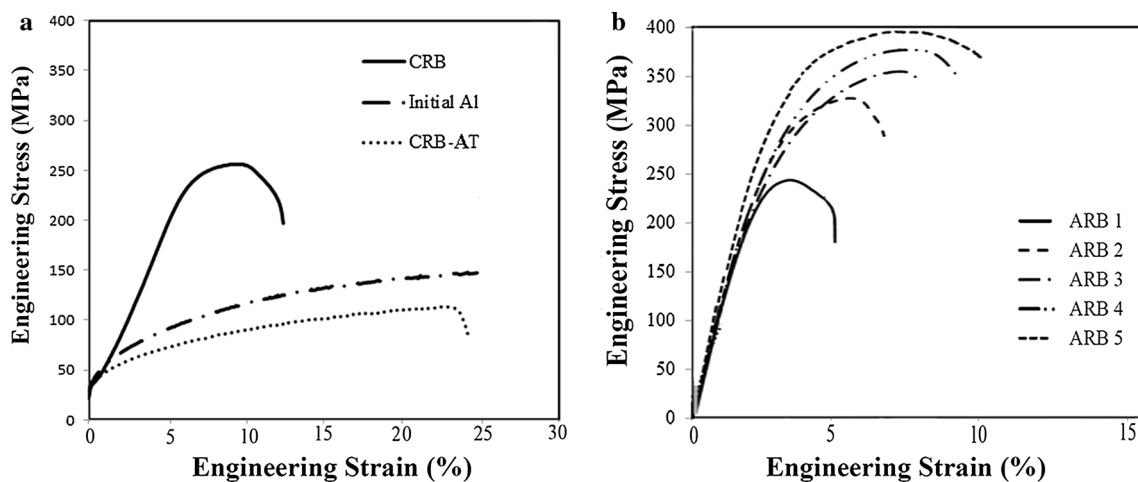 a
400
350
300
250
200
150
100
50
0
0 5 10 15 20 25 30
Engineering Stress (MPa)
Engineering Strain (%)
CRB
Initial Al
CRB-AT
b
400
350
300
250
200
150
100
50
0
0 5 10 15
Engineering Stress (MPa)
Engineering Strain (%)
ARB 1
ARB 2
ARB 3
ARB 4
ARB 5